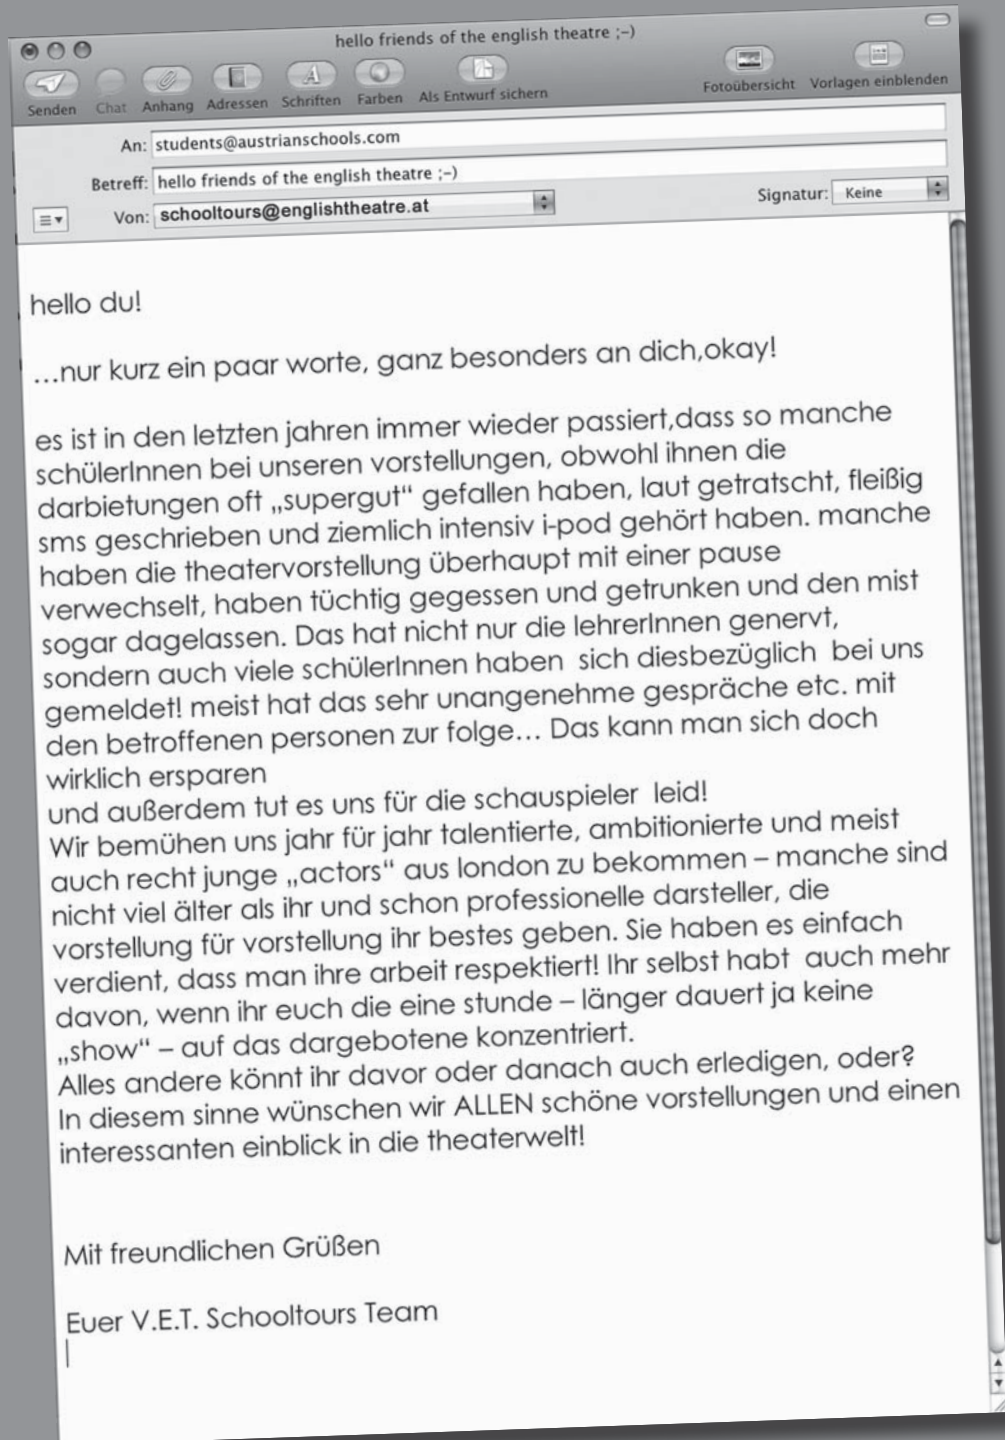 hello friends of the english theatre ;-)
Senden Chat Anhang Adressen Schriften Farben Als Entwurf sichern Fotoübersicht Vorlagen einblenden
An: students@austrianschools.com
Betreff: hello friends of the english theatre ;-)
Von: schooltours@englishtheatre.at Signatur: Keine
hello du!
...nur kurz ein paar worte, ganz besonders an dich,okay!
es ist in den letzten jahren immer wieder passiert,dass so manche
schülerInnen bei unseren vorstellungen, obwohl ihnen die
darbietungen oft „supergut“ gefallen haben, laut getratscht, fleißig
sms geschrieben und ziemlich intensiv i-pod gehört haben. manche
haben die theatervorstellung überhaupt mit einer pause
verwechselt, haben tüchtig gegessen und getrunken und den mist
sogar dagelassen. Das hat nicht nur die lehrerInnen genervt,
sondern auch viele schülerInnen haben  sich diesbezüglich  bei uns
gemeldet! meist hat das sehr unangenehme gespräche etc. mit
den betroffenen personen zur folge... Das kann man sich doch
wirklich ersparen
und außerdem tut es uns für die schauspieler  leid!
Wir bemühen uns jahr für jahr talentierte, ambitionierte und meist
auch recht junge „actors“ aus london zu bekommen – manche sind
nicht viel älter als ihr und schon professionelle darsteller, die
vorstellung für vorstellung ihr bestes geben. Sie haben es einfach
verdient, dass man ihre arbeit respektiert! Ihr selbst habt  auch mehr
davon, wenn ihr euch die eine stunde – länger dauert ja keine
„show“ – auf das dargebotene konzentriert.
Alles andere könnt ihr davor oder danach auch erledigen, oder?
In diesem sinne wünschen wir ALLEN schöne vorstellungen und einen
interessanten einblick in die theaterwelt!
Mit freundlichen Grüßen
Euer V.E.T. Schooltours Team